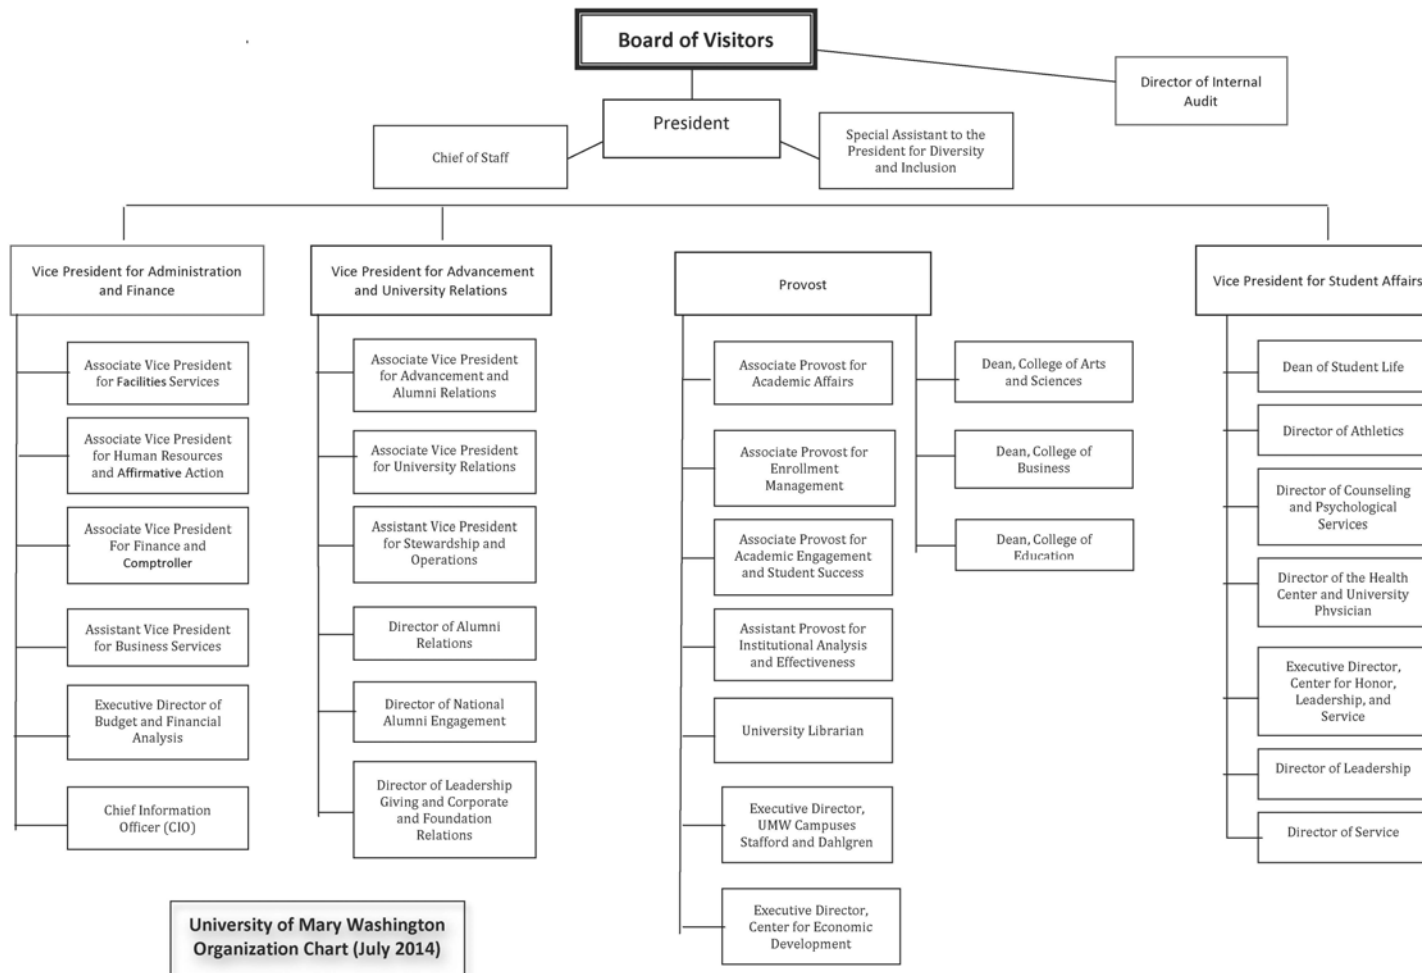 Board of Visitors
Director of Internal
Audit
President
Chief of Staff
Special Assistant to the
President for Diversity
and Inclusion
Vice President for Administration
and Finance
Associate Vice President
for Facilities Services
Associate Vice President
for Human Resources
and Affirmative Action
Associate Vice President
For Finance and
Comptroller
Assistant Vice President
for Business Services
Executive Director of
Budget and Financial
Analysis
Chief Information
Officer (CIO)
Vice President for Advancement
and University Relations
Associate Vice President
for Advancement and
Alumni Relations
Associate Vice President
for University Relations
Assistant Vice President
for Stewardship and
Operations
Director of Alumni
Relations
Director of National
Alumni Engagement
Director of Leadership
Giving and Corporate
and Foundation
Relations
Provost
Associate Provost for
Academic Affairs
Associate Provost for
Enrollment
Management
Associate Provost for
Academic Engagement
and Student Success
Assistant Provost for
Institutional Analysis
and Effectiveness
University Librarian
Executive Director,
UMW Campuses
Stafford and Dahlgren
Executive Director,
Center for Economic
Development
Dean, College of Arts
and Sciences
Dean, College of
Business
Dean, College of
Education
Vice President for Student Affairs
Dean of Student Life
Director of Athletics
Director of Counseling
and Psychological
Services
Director of the Health
Center and University
Physician
Executive Director,
Center for Honor,
Leadership, and
Service
Director of Leadership
Director of Service
University of Mary Washington
Organization Chart (July 2014)